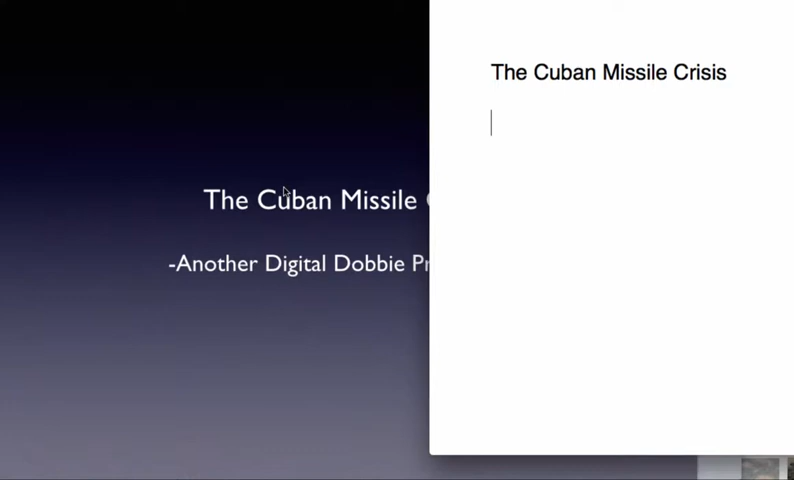 The Cuban Missile
-Another Digital Dobbie
The Cuban Missile Crisis